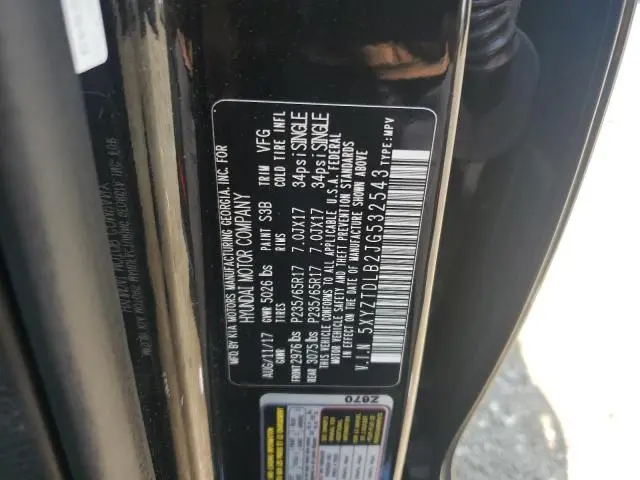 MFD.BY KIA MOTORS MANUFACTURING GEORGIA, INC. FOR
HYUNDAI MOTOR COMPANY
AUG/11/17 GVWR 5026 lbs PAINT S3B TRIM VFG
GAWR TIRES RIMS COLD TIRE INFL
FRONT 2976 lbs P235/65R17 7.0JX17 34psi SINGLE
REAR 3075 lbs P235/65R17 7.0JX17 34psi SINGLE
THIS VEHICLE CONFORMS TO ALL APPLICABLE U.S.A. FEDERAL
MOTOR VEHICLE SAFETY AND THEFT PREVENTION STANDARDS
IN EFFECT ON THE DATE OF MANUFACTURE SHOWN ABOVE.
V.I.N 5XYZTDLB2JG532543 TYPE:MPV
Z670